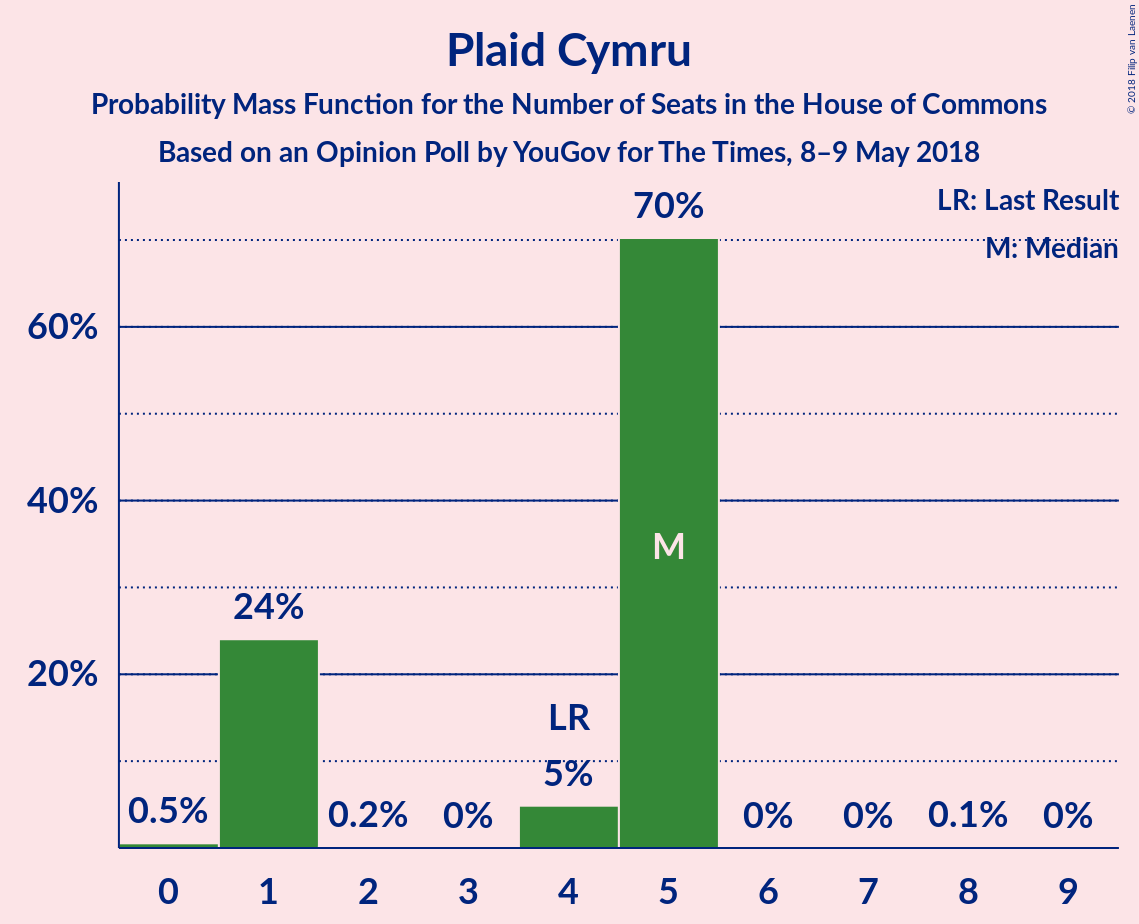 Plaid Cymru
Probability Mass Function for the Number of Seats in the House of Commons
Based on an Opinion Poll by YouGov for The Times, 8–9 May 2018
© 2018 Filip van Laenen
LR: Last Result
M: Median
70%
60%
40%
20%
M
24%
LR
5%
0.5%
0.2%
0%
0%
0%
0.1%
0%
0 1 2 3 4 5 6 7 8 9